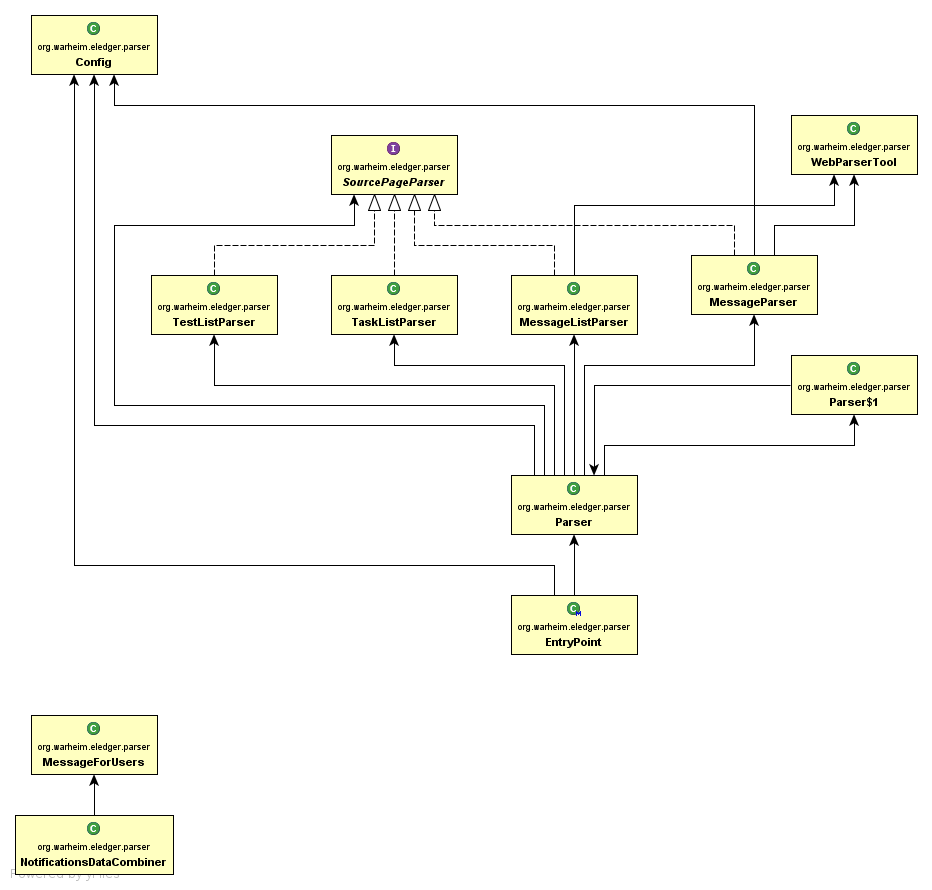 C
org.warheim.eledger.parser
Config
C
org.warheim.eledger.parser
WebParserTool
I
org.warheim.eledger.parser
SourcePageParser
C
org.warheim.eledger.parser
MessageParser
C
org.warheim.eledger.parser
TestListParser
C
org.warheim.eledger.parser
TaskListParser
C
org.warheim.eledger.parser
MessageListParser
C
org.warheim.eledger.parser
Parser$1
C
org.warheim.eledger.parser
Parser
C M
org.warheim.eledger.parser
EntryPoint
C
org.warheim.eledger.parser
MessageForUsers
C
org.warheim.eledger.parser
NotificationsDataCombiner
Powered by yFiles